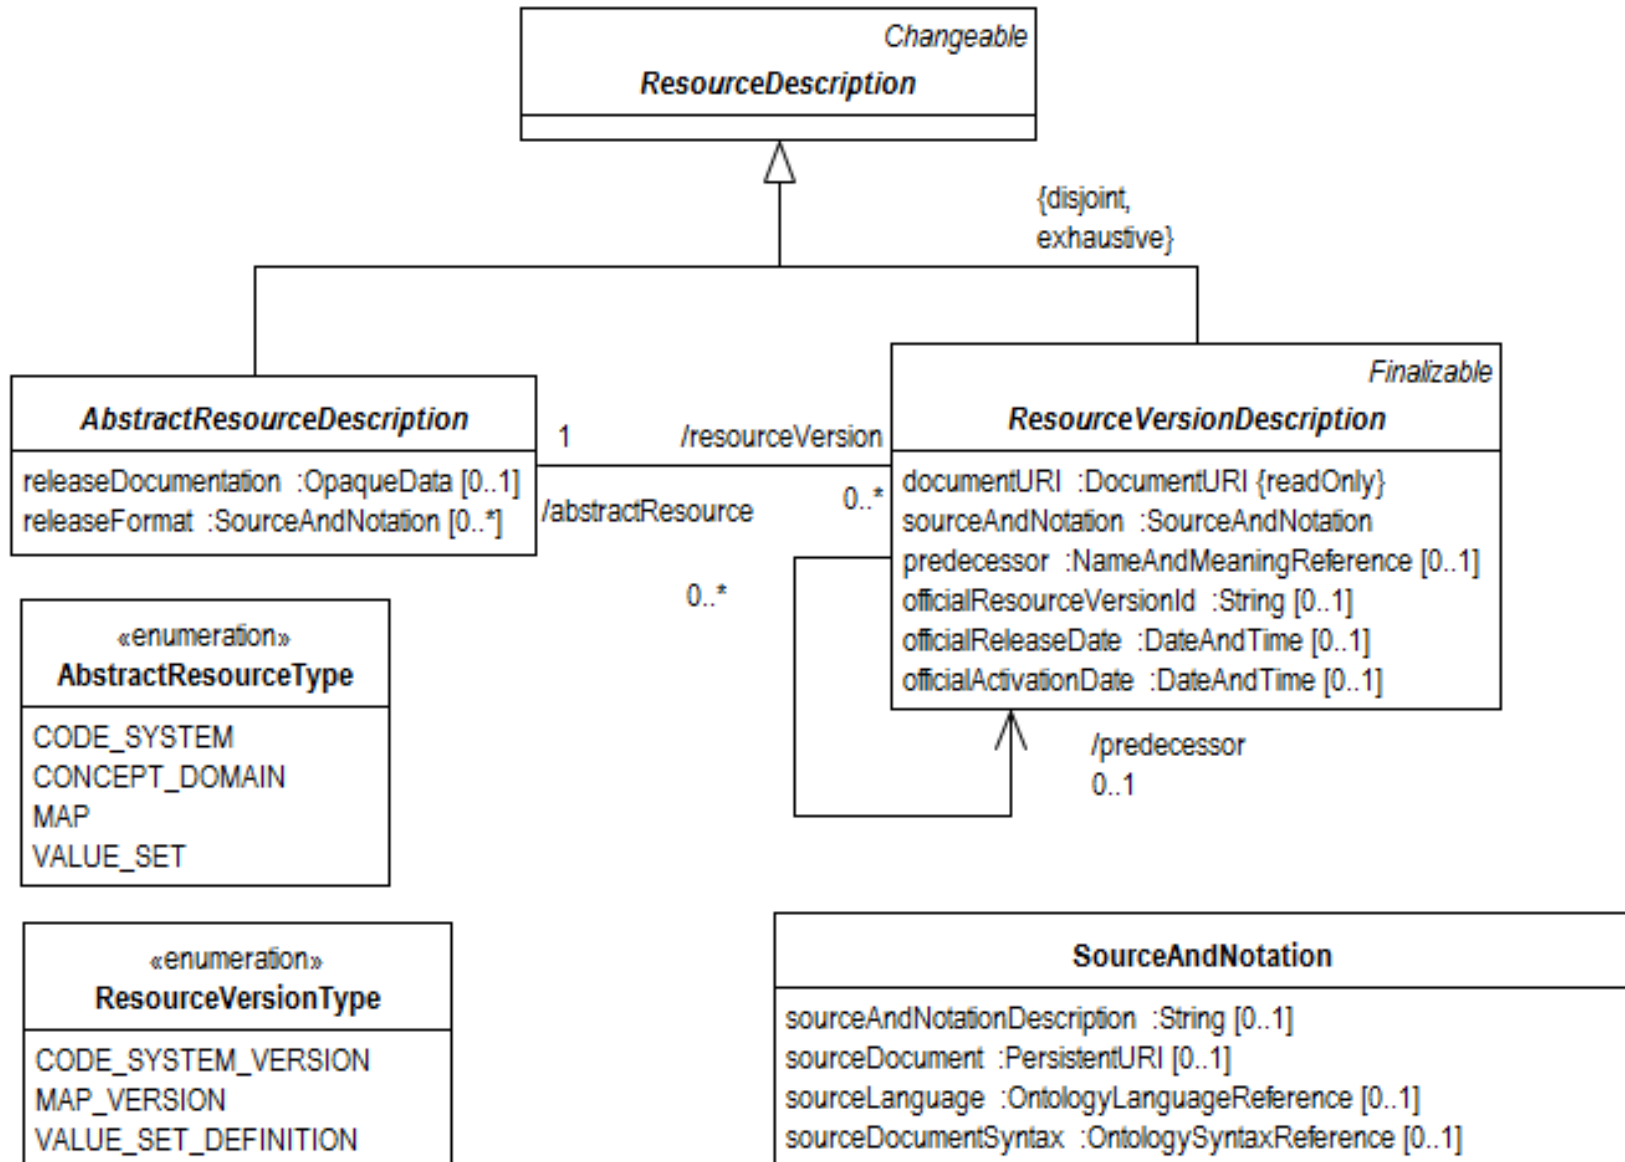 Changeable
ResourceDescription
{disjoint,
exhaustive}
AbstractResourceDescription
releaseDocumentation :OpaqueData [0..1]
releaseFormat :SourceAndNotation [0..*]
1
/resourceVersion
/abstractResource
0..*
Finalizable
ResourceVersionDescription
documentURI :DocumentURI {readOnly}
sourceAndNotation :SourceAndNotation
predecessor :NameAndMeaningReference [0..1]
officialResourceVersionId :String [0..1]
officialReleaseDate :DateAndTime [0..1]
officialActivationDate :DateAndTime [0..1]
0..*
/predecessor
0..1
«enumeration»
AbstractResourceType
CODE_SYSTEM
CONCEPT_DOMAIN
MAP
VALUE_SET
«enumeration»
ResourceVersionType
CODE_SYSTEM_VERSION
MAP_VERSION
VALUE_SET_DEFINITION
SourceAndNotation
sourceAndNotationDescription :String [0..1]
sourceDocument :PersistentURI [0..1]
sourceLanguage :OntologyLanguageReference [0..1]
sourceDocumentSyntax :OntologySyntaxReference [0..1]